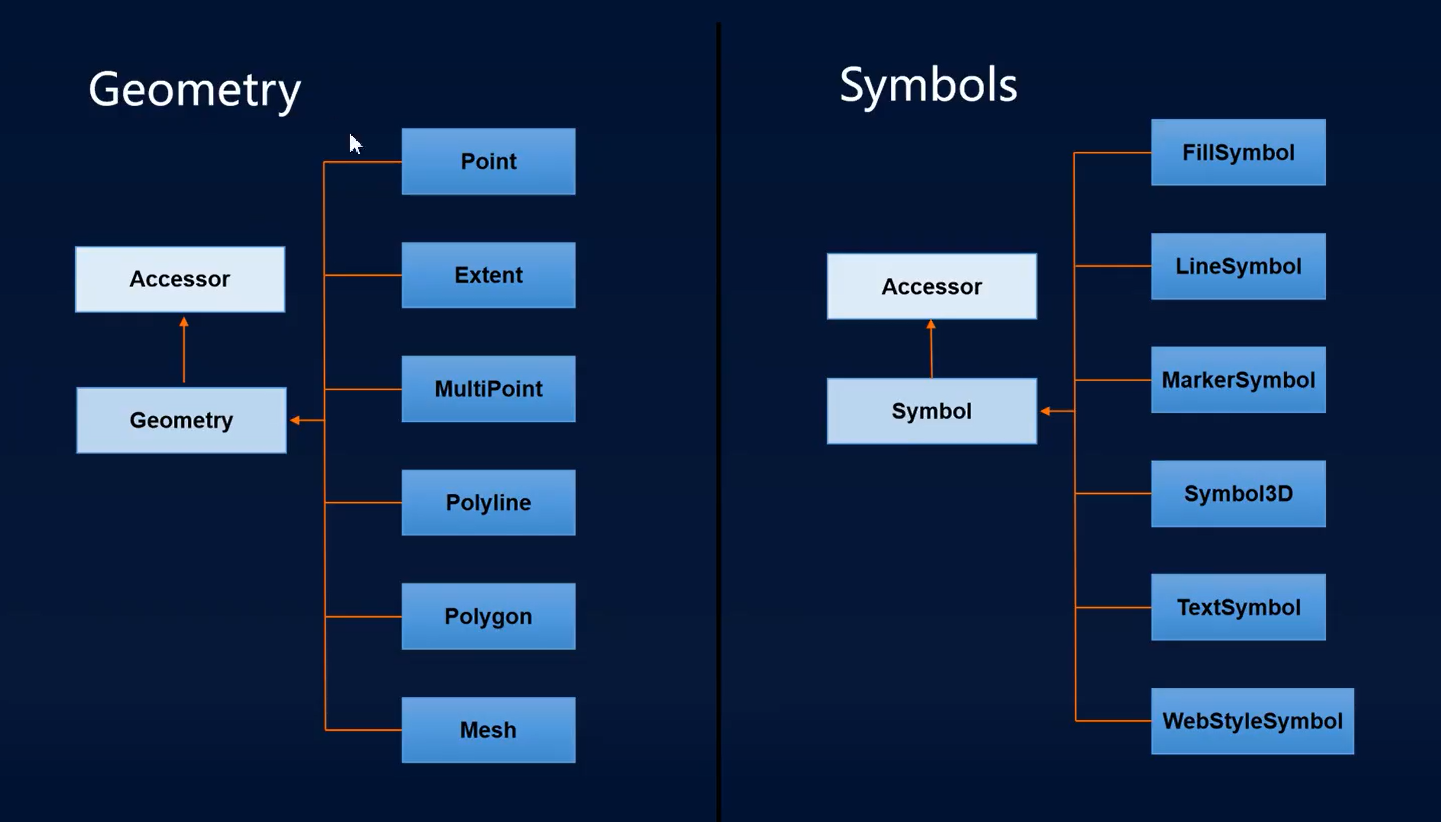 Geometry
Point
Extent
Accessor
MultiPoint
Geometry
Polyline
Polygon
Mesh
Symbols
FillSymbol
LineSymbol
Accessor
MarkerSymbol
Symbol
Symbol3D
TextSymbol
WebStyleSymbol